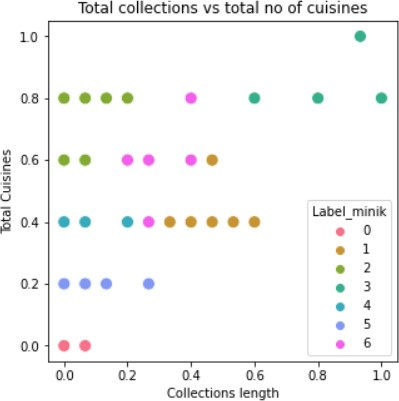 Total collections vs total no of cuisines
Total Cuisines
1.0
0.8
0.6
0.4
0.2
0.0
Label_minik
0
1
2
3
4
5
6
0.0 0.2 0.4 0.6 0.8 1.0
Collections length